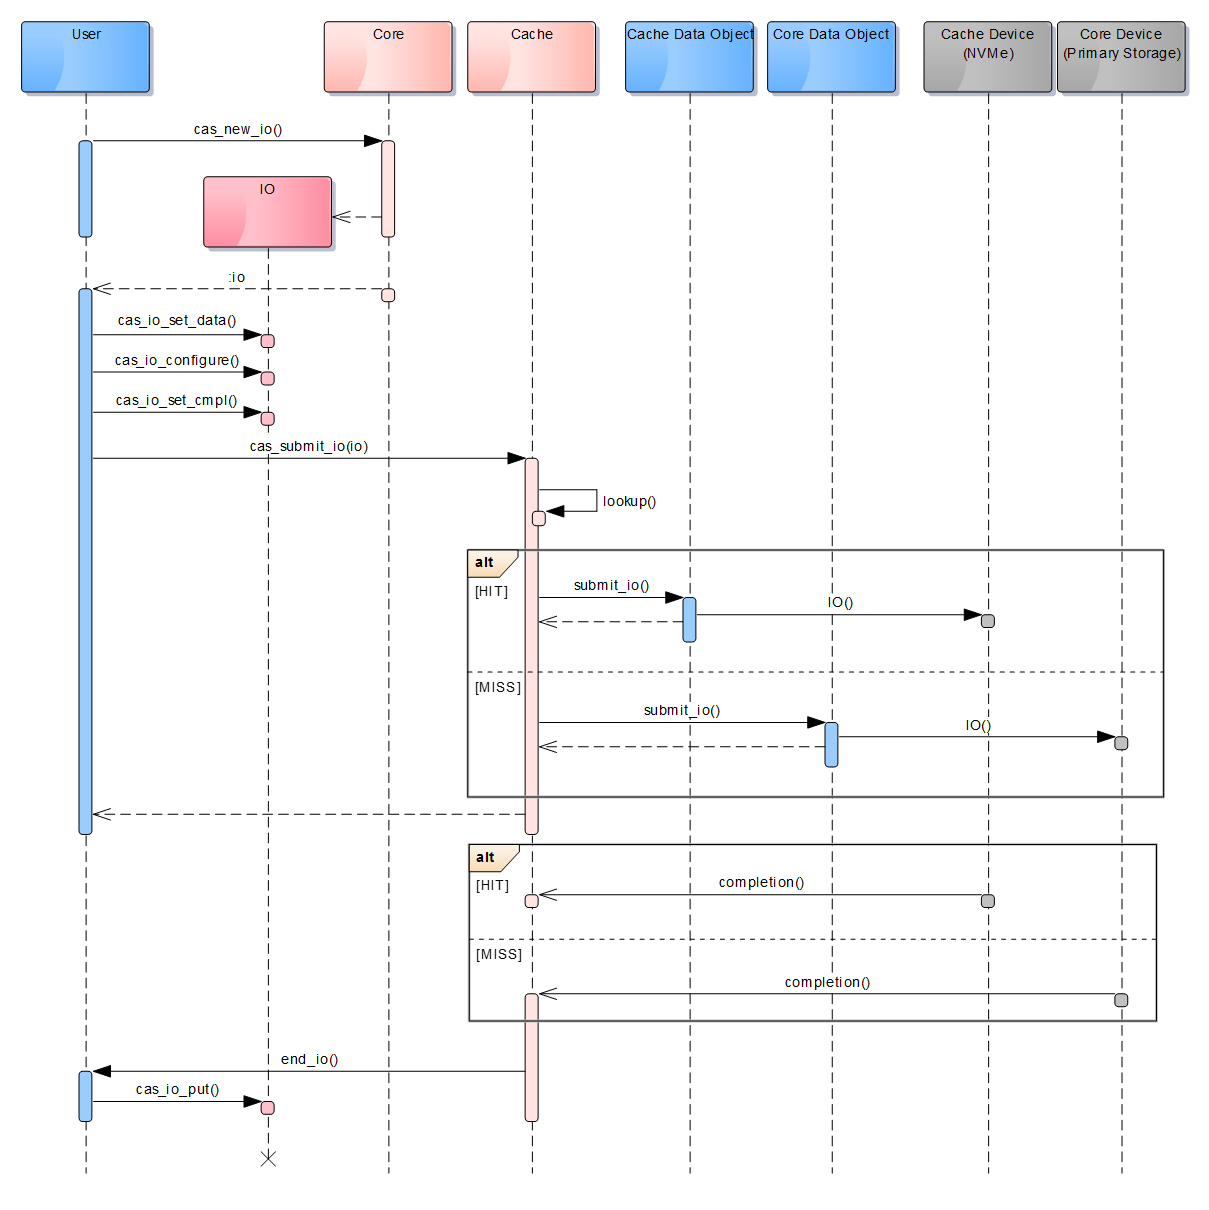 User
Core
Cache
Cache Data Object
Core Data Object
Cache Device
(NVMe)
Core Device
(Primary Storage)
cas_new_io()
IO
:io
cas_io_set_data()
cas_io_configure()
cas_io_set_cmpl()
cas_submit_io(io)
lookup()
alt
[HIT]
submit_io()
IO()
[MISS]
submit_io()
IO()
alt
[HIT]
completion()
[MISS]
completion()
end_io()
cas_io_put()